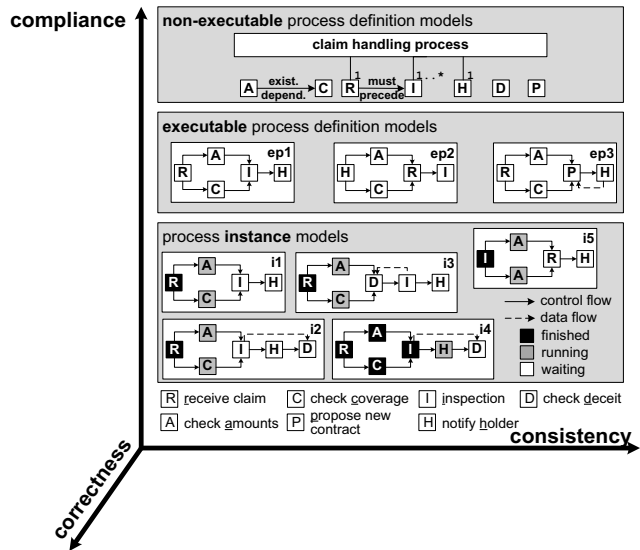 compliance
non-executable process definition models
claim handling process
1 1..* 1
exist. must
A C R I H D P
depend. precede
executable process definition models
ep1 ep2 ep3
A A A
R I H H R I R P H
C C C
process instance models
i5
i1 i3
A
A A
I R H
R I H R D I H
A
C C
control flow
data flow
i2 i4
finished
A A
running
R I H D R I H D
waiting
C C
R receive claim C check coverage I inspection D check deceit
A check amounts P propose new contract H notify holder
consistency
correctness